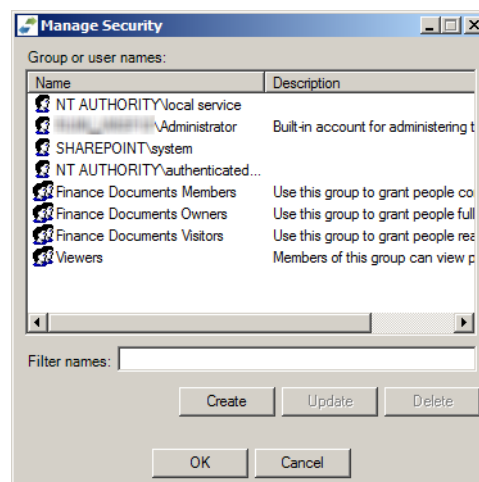 Manage Security
Group or user names:
Name Description
NT AUTHORITY\local service
\Administrator Built-in account for administering t
SHAREPOINT\system
NT AUTHORITY\authenticated...
Finance Documents Members Use this group to grant people co
Finance Documents Owners Use this group to grant people full
Finance Documents Visitors Use this group to grant people rea
Viewers Members of this group can view p
Filter names:
Create Update Delete
OK Cancel